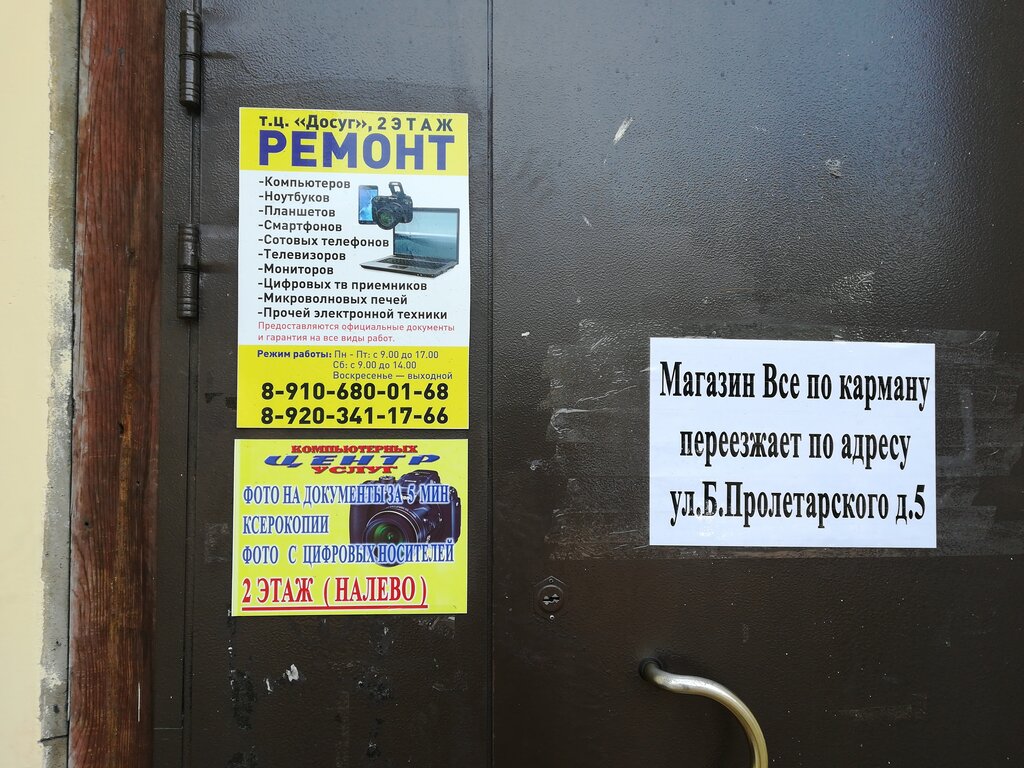 т.ц. «Досуг», 2 ЭТАЖ
РЕМОНТ
-Компьютеров
-Ноутбуков
-Планшетов
-Смартфонов
-Сотовых телефонов
-Телевизоров
-Мониторов
-Цифровых тв приемников
-Микроволновых печей
-Прочей электронной техники
Предоставляются официальные документы
и гарантия на все виды работ.
Режим работы: Пн - Пт: с 9.00 до 17.00
Сб: с 9.00 до 14.00
Воскресенье — выходной
8-910-680-01-68
8-920-341-17-66
КОМПЬЮТЕРНЫХ
ЦЕНТР
УСЛУГ
ФОТО НА ДОКУМЕНТЫ ЗА 5 МИН
КСЕРОКОПИИ
ФОТО С ЦИФРОВЫХ НОСИТЕЛЕЙ
2 ЭТАЖ ( НАЛЕВО )
Магазин Все по карману
переезжает по адресу
ул.Б.Пролетарского д.5